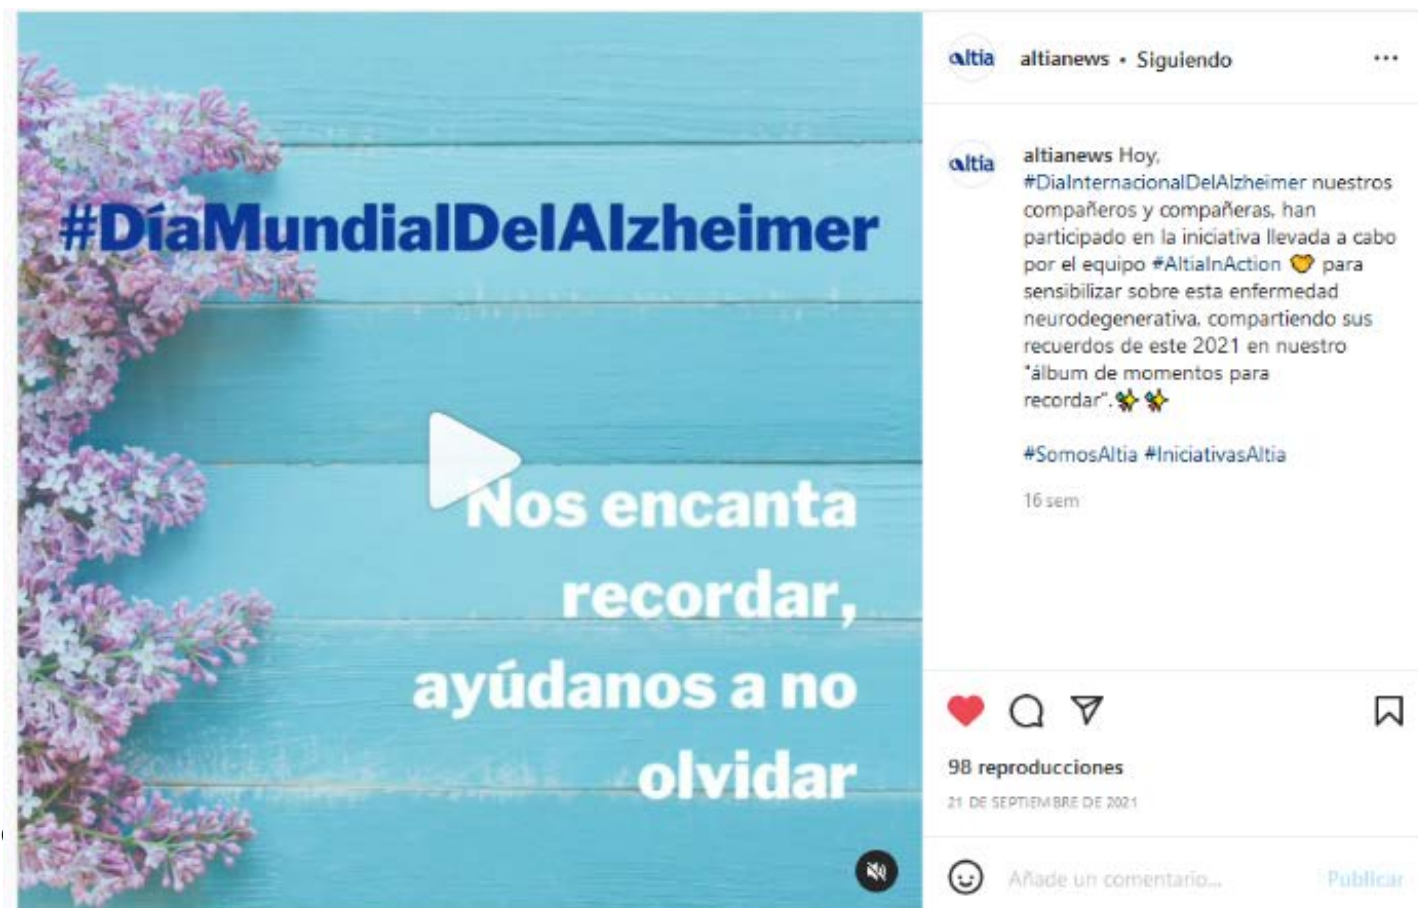 #DíaMundialDelAlzheimer
Nos encanta
recordar,
ayúdanos a no
olvidar
altia
altianews • Siguiendo
altia
altianews Hoy,
#DiaInternacionalDelAlzheimer nuestros
compañeros y compañeras, han
participado en la iniciativa llevada a cabo
por el equipo #AltiaInAction 🧡 para
sensibilizar sobre esta enfermedad
neurodegenerativa, compartiendo sus
recuerdos de este 2021 en nuestro
"álbum de momentos para
recordar".✨ ✨
#SomosAltia #IniciativasAltia
16 sem
98 reproducciones
21 DE SEPTIEMBRE DE 2021
Añade un comentario...
Publicar